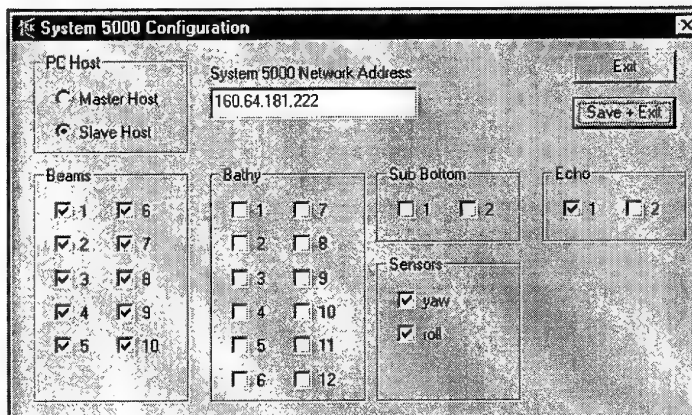 System 5000 Configuration
PC Host
Master Host
Slave Host
System 5000 Network Address
160.64.181.222
Exit
Save + Exit
Beams
1 6
2 7
3 8
4 9
5 10
Bathy
1 7
2 8
3 9
4 10
5 11
6 12
Sub Bottom
1 2
Echo
1 2
Sensors
yaw
roll